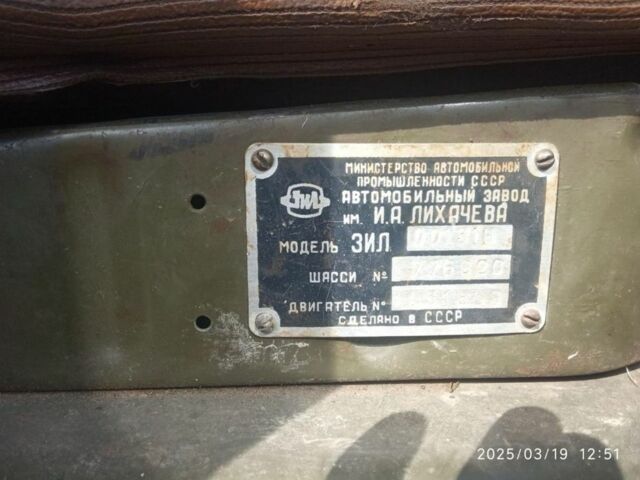 МИНИСТЕРСТВО АВТОМОБИЛЬНОЙ
ПРОМЫШЛЕННОСТИ СССР
ЗИЛ
АВТОМОБИЛЬНЫЙ ЗАВОД
ИМ. И.А. ЛИХАЧЕВА
МОДЕЛЬ ЗИЛ
ШАССИ №
ДВИГАТЕЛЬ №
СДЕЛАНО В СССР
2025/03/19 12:51